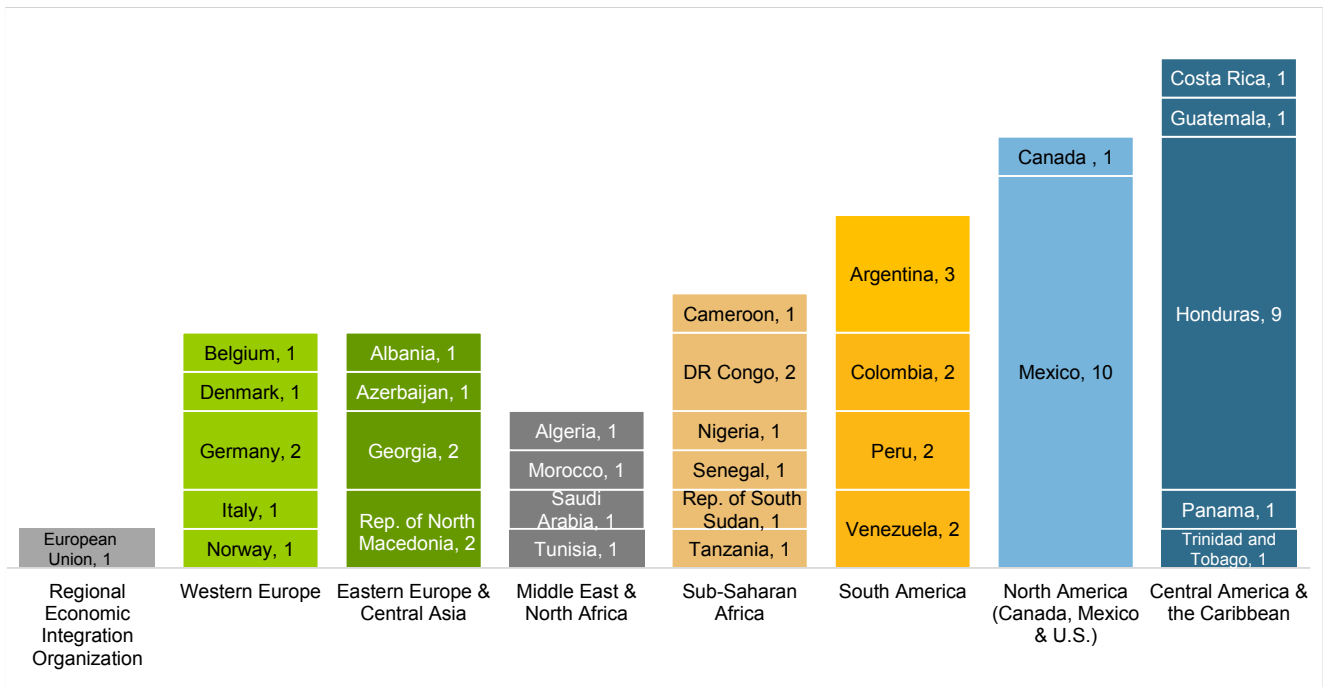 European
Union, 1
Regional
Economic
Integration
Organization
Belgium, 1
Denmark, 1
Germany, 2
Italy, 1
Norway, 1
Western Europe
Albania, 1
Azerbaijan, 1
Georgia, 2
Rep. of North
Macedonia, 2
Eastern Europe &
Central Asia
Algeria, 1
Morocco, 1
Saudi
Arabia, 1
Tunisia, 1
Middle East &
North Africa
Cameroon, 1
DR Congo, 2
Nigeria, 1
Senegal, 1
Rep. of South
Sudan, 1
Tanzania, 1
Sub-Saharan
Africa
Argentina, 3
Colombia, 2
Peru, 2
Venezuela, 2
South America
Canada , 1
Mexico, 10
North America
(Canada, Mexico
& U.S.)
Costa Rica, 1
Guatemala, 1
Honduras, 9
Panama, 1
Trinidad and
Tobago, 1
Central America &
the Caribbean